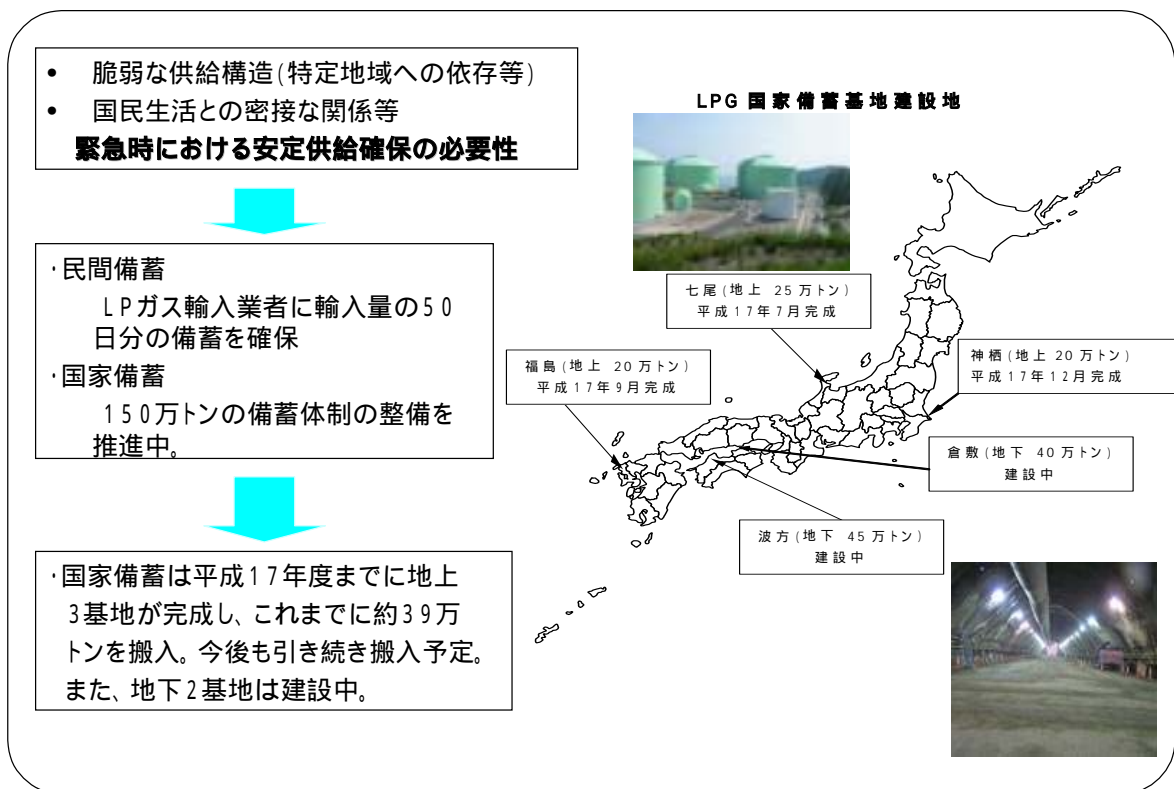 • 脆弱な供給構造(特定地域への依存等)
• 国民生活との密接な関係等
緊急時における安定供給確保の必要性
・民間備蓄
LPガス輸入業者に輸入量の50
日分の備蓄を確保
・国家備蓄
150万トンの備蓄体制の整備を
推進中。
・国家備蓄は平成17年度までに地上
3基地が完成し、これまでに約39万
トンを搬入。今後も引き続き搬入予定。
また、地下2基地は建設中。
LPG国家備蓄基地建設地
七尾(地上 25万トン)
平成17年7月完成
福島(地上 20万トン)
平成17年9月完成
神栖(地上 20万トン)
平成17年12月完成
倉敷(地下 40万トン)
建設中
波方(地下 45万トン)
建設中